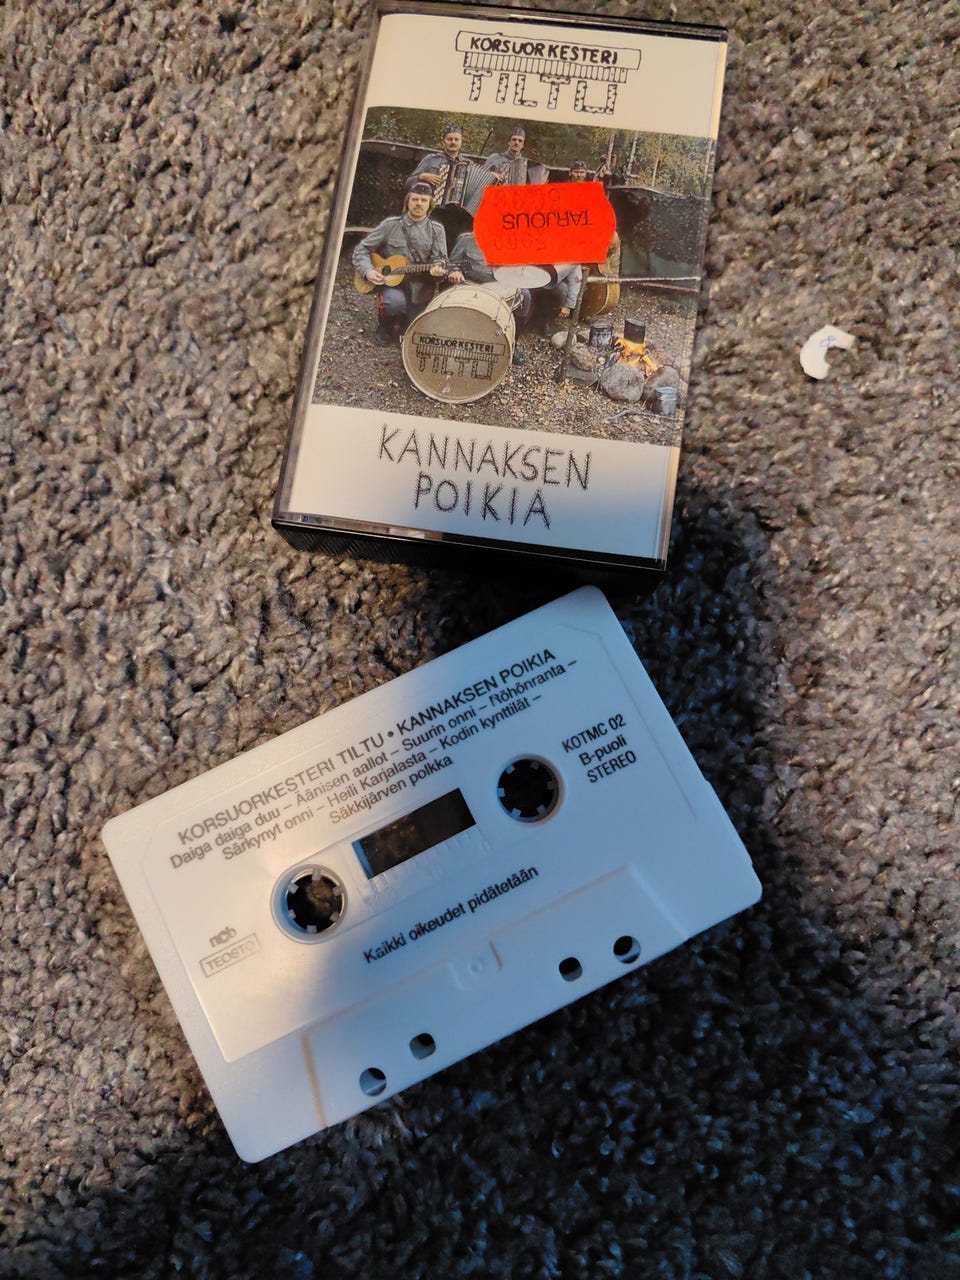 KORSUORKESTERI
TILTU
TARJOUS
KORSUORKESTERI
TILTU
KANNAKSEN
POIKIA
KORSUORKESTERI TILTU • KANNAKSEN POIKIA
Daiga daiga duu – Äänisen aallot – Suurin onni – Röhönranta –
Särkynyt onni – Heili Karjalasta – Kodin kynttilät –
Säkkijärven polkka
KOTMC 02
B-puoli
STEREO
ncb
TEOSTO
Kaikki oikeudet pidätetään